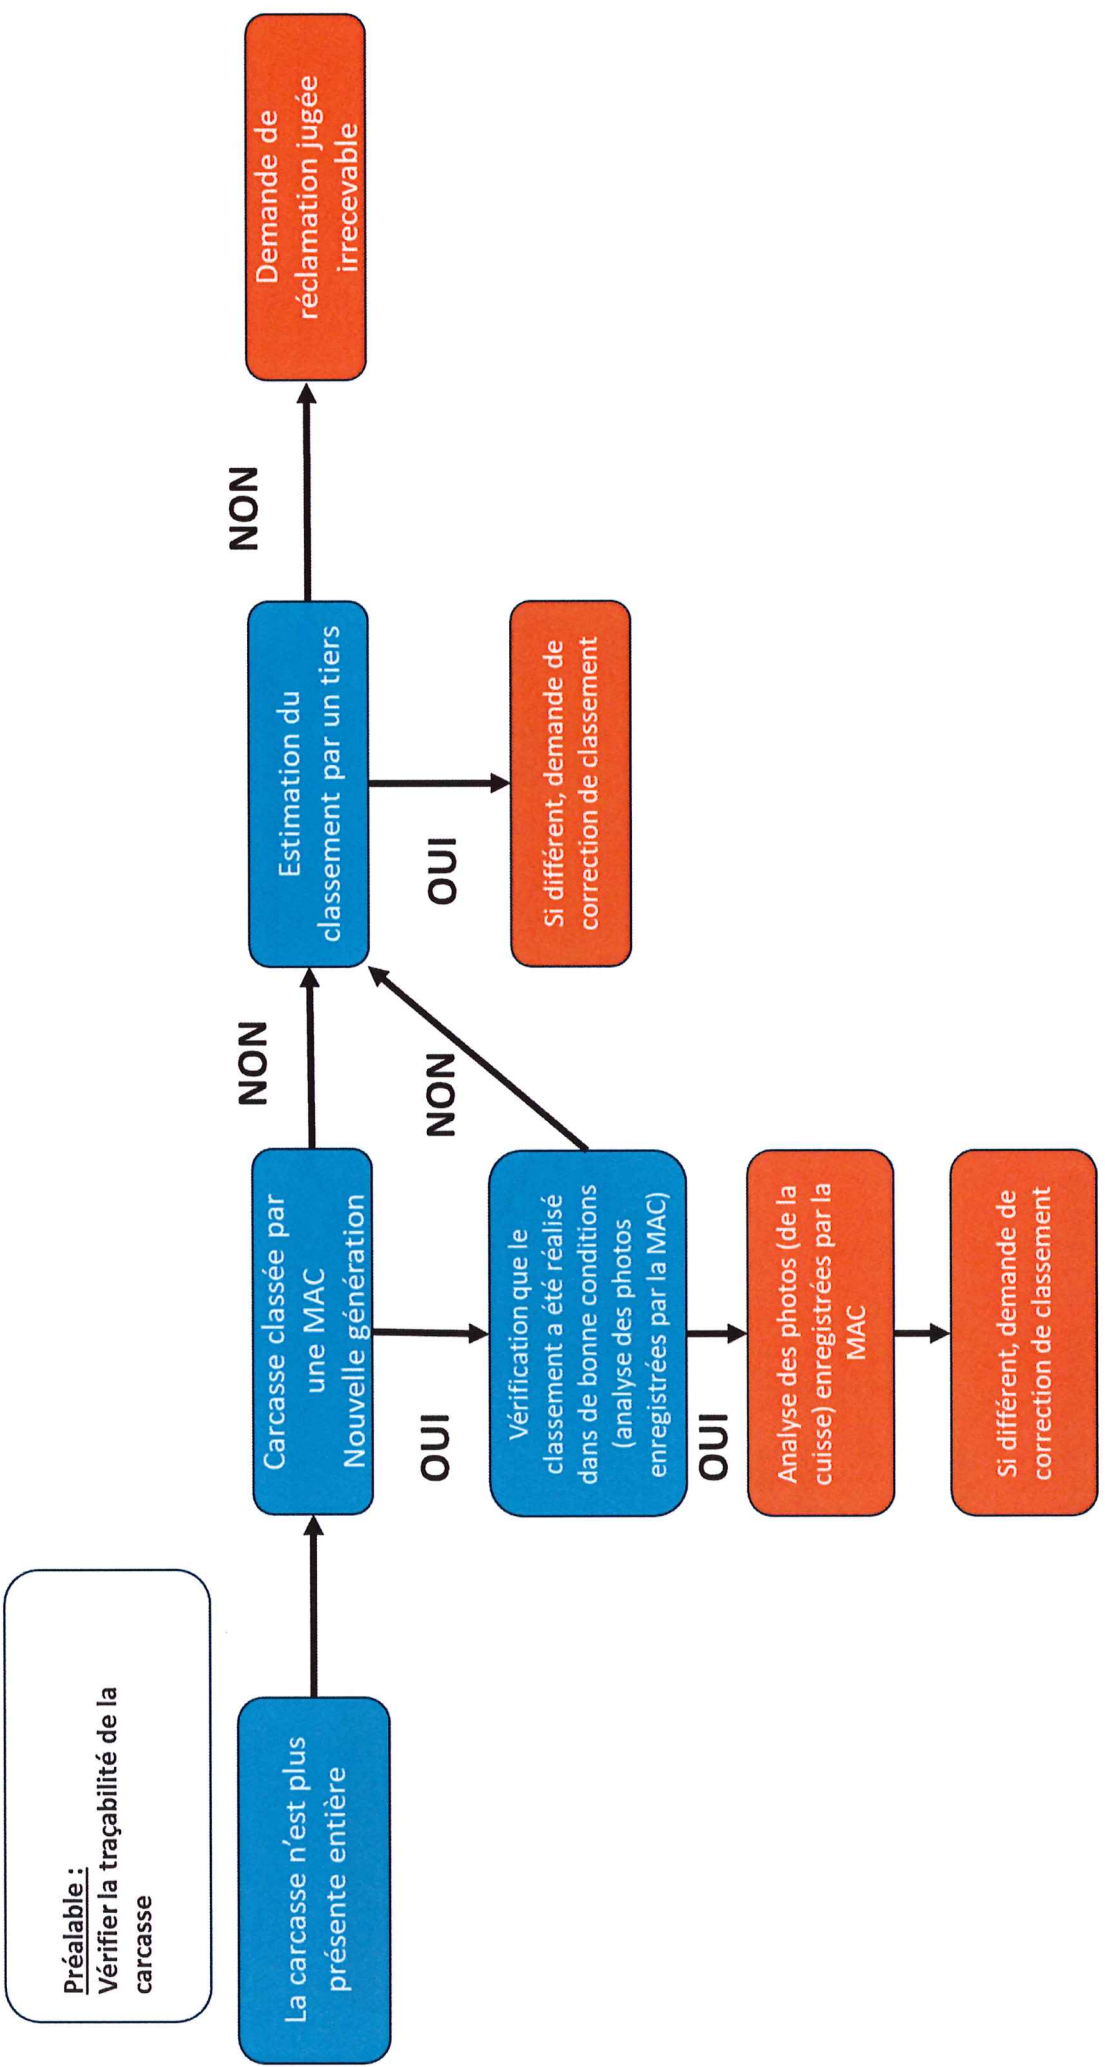 Préalable :
Vérifier la traçabilité de la
carcasse
La carcasse n'est plus
présente entière
Carcasse classée par
une MAC
Nouvelle génération
NON
Estimation du
classement par un tiers
NON
Demande de
réclamation jugée
irrecevable
OUI
NON
OUI
Vérification que le
classement a été réalisé
dans de bonne conditions
(analyse des photos
enregistrées par la MAC)
Si différent, demande de
correction de classement
OUI
Analyse des photos (de la
cuisse) enregistrées par la
MAC
Si différent, demande de
correction de classement